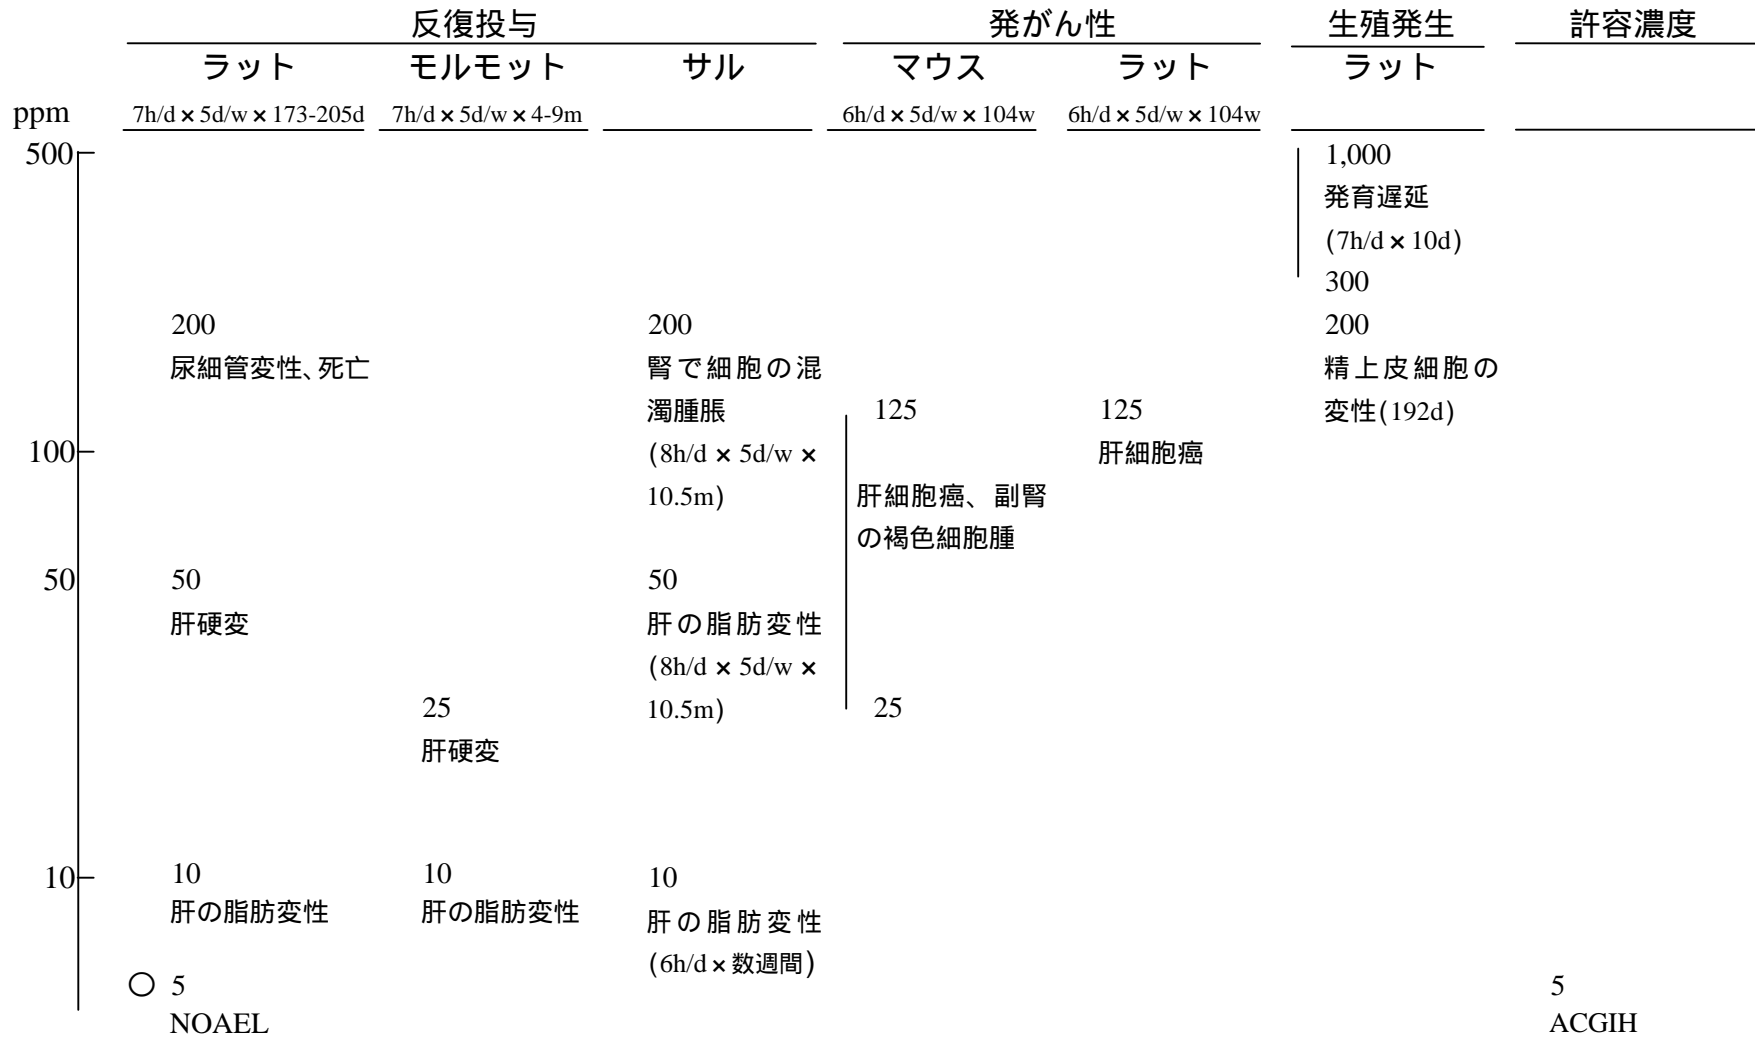 反復投与 発がん性 生殖発生 許容濃度
ラット モルモット サル マウス ラット ラット
ppm 7h/d×5d/w×173-205d 7h/d×5d/w×4-9m 6h/d×5d/w×104w 6h/d×5d/w×104w
500 1,000
発育遅延
(7h/d×10d)
300
200 200 200
尿細管変性、死亡 腎で細胞の混 精上皮細胞の
濁腫脹 125 125 変性(192d)
100 (8h/d × 5d/w × 肝細胞癌
10.5m) 肝細胞癌、副腎
の褐色細胞腫
50 50 50
肝硬変 肝の脂肪変性
(8h/d × 5d/w ×
25 10.5m) 25
肝硬変
10 10 10 10
肝の脂肪変性 肝の脂肪変性 肝の脂肪変性
(6h/d×数週間)
○ 5 5
NOAEL ACGIH